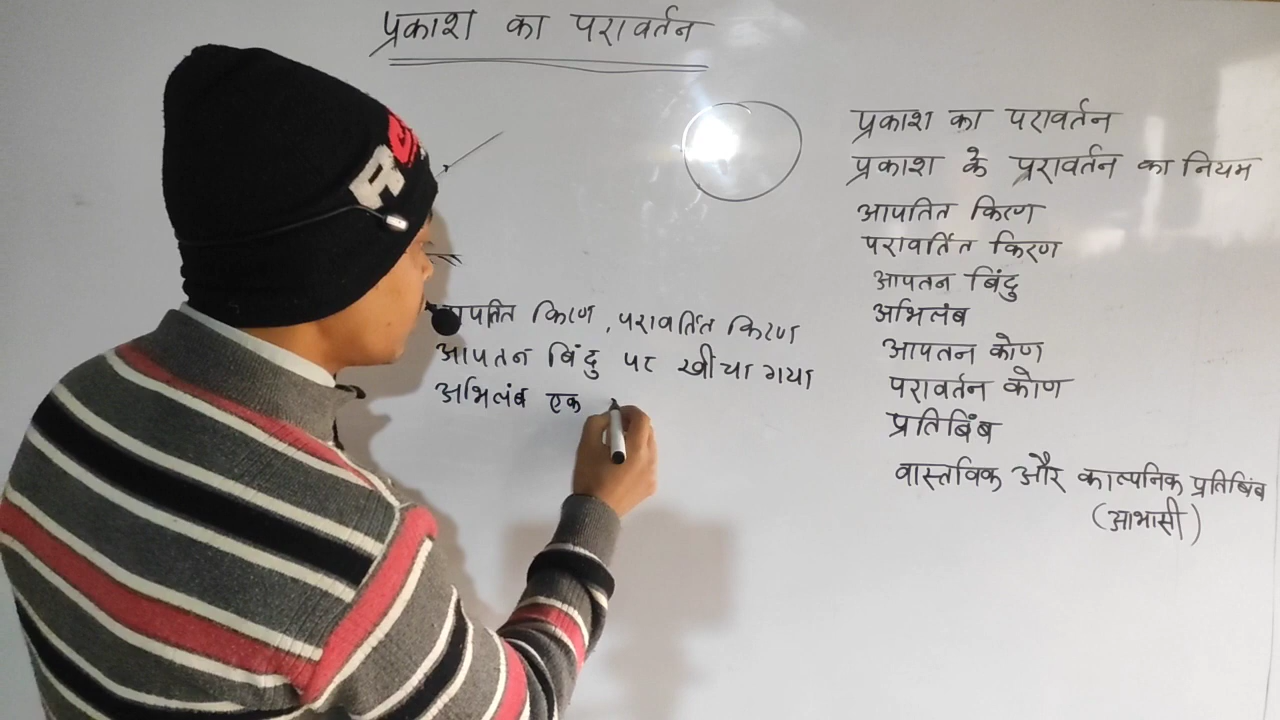 प्रकाश का परावर्तन
किरण, परावर्तित किरण
आपतन बिंदु पर खीचा गया
अभिलंब एक
प्रकाश का परावर्तन
प्रकाश के परावर्तन का नियम
आपतित किरण
परावर्तित किरण
आपतन बिंदु
अभिलंब
आपतन कोण
परावर्तन कोण
प्रतिबिंब
वास्तविक और काल्पनिक प्रतिबिंब
(आभासी)